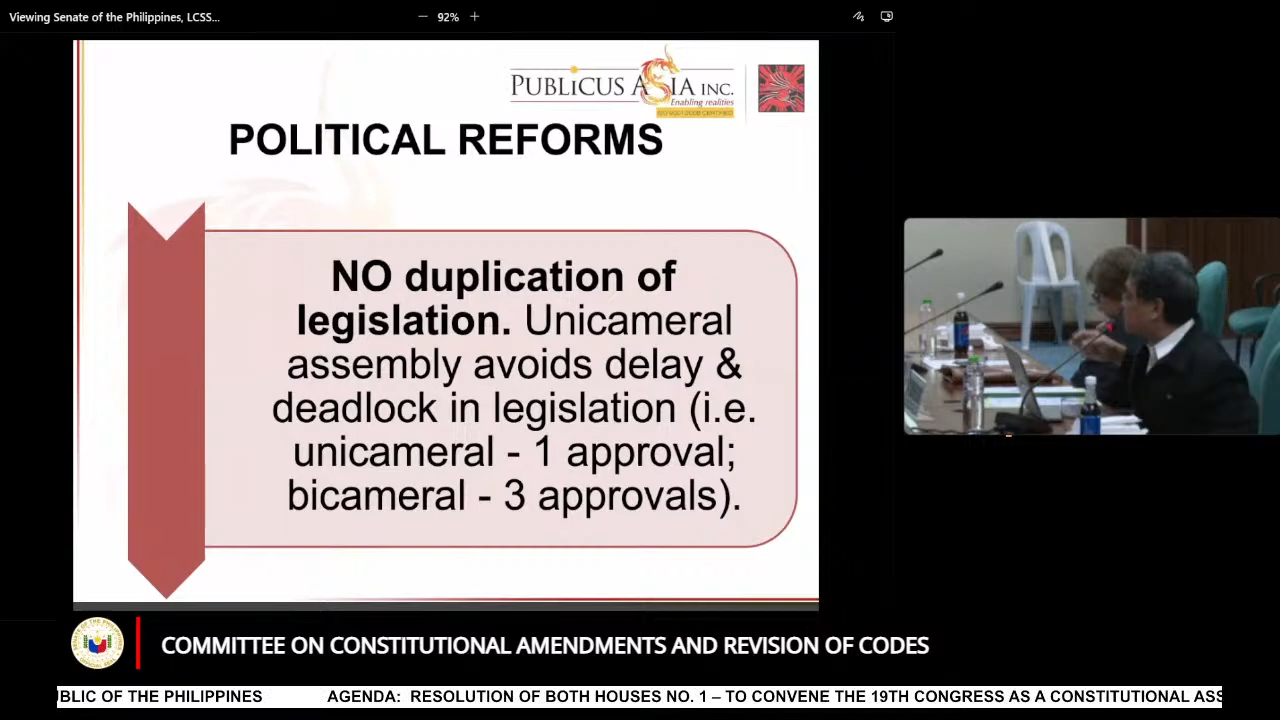 Viewing Senate of the Philippines, LCSS...
92%
PUBLICUS ASIA INC.
Enabling realities
POLITICAL REFORMS
NO duplication of
legislation. Unicameral
assembly avoids delay &
deadlock in legislation (i.e.
unicameral - 1 approval;
bicameral - 3 approvals).
COMMITTEE ON CONSTITUTIONAL AMENDMENTS AND REVISION OF CODES
UBLIC OF THE PHILIPPINES AGENDA: RESOLUTION OF BOTH HOUSES NO. 1 – TO CONVENE THE 19TH CONGRESS AS A CONSTITUTIONAL ASS